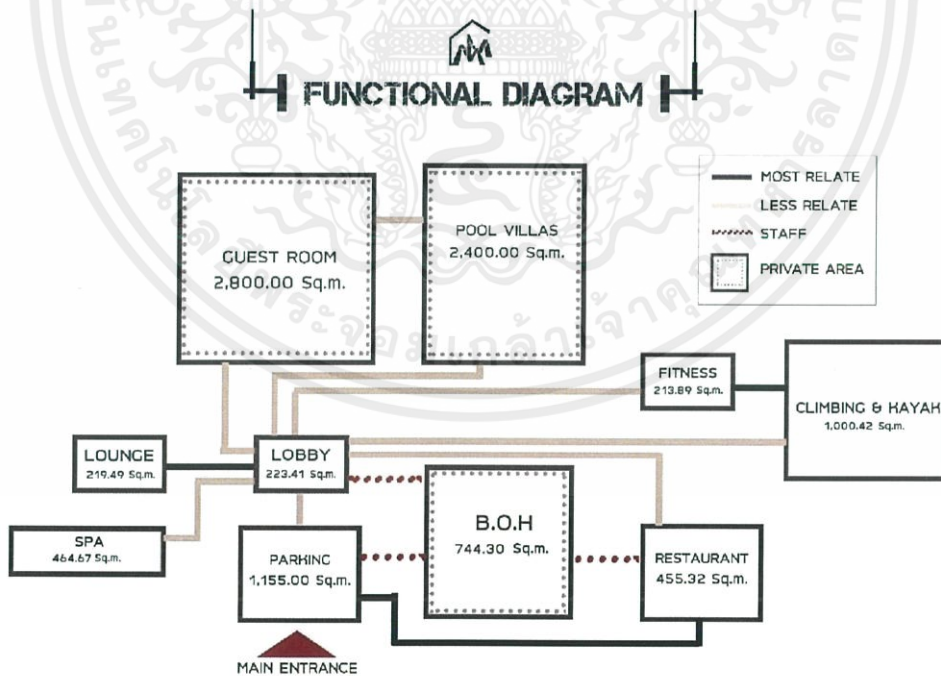 FUNCTIONAL DIAGRAM
MOST RELATE
LESS RELATE
STAFF
PRIVATE AREA
GUEST ROOM
2,800.00 Sq.m.
POOL VILLAS
2,400.00 Sq.m.
FITNESS
213.89 Sq.m.
CLIMBING & KAYAK
1,000.42 Sq.m.
LOUNGE
219.49 Sq.m.
LOBBY
223.41 Sq.m.
SPA
464.67 Sq.m.
PARKING
1,155.00 Sq.m.
B.O.H
744.30 Sq.m.
RESTAURANT
455.32 Sq.m.
MAIN ENTRANCE